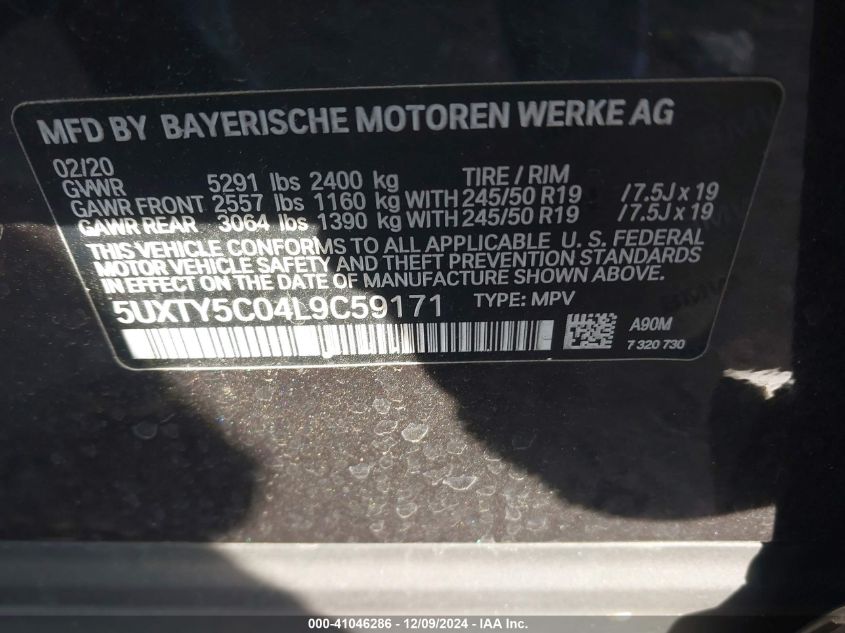 MFD BY BAYERISCHE MOTOREN WERKE AG
02/20
GVWR 5291 lbs 2400 kg TIRE / RIM
GAWR FRONT 2557 lbs 1160 kg WITH 245/50 R19 / 7.5J x 19
GAWR REAR 3064 lbs 1390 kg WITH 245/50 R19 / 7.5J x 19
THIS VEHICLE CONFORMS TO ALL APPLICABLE U. S. FEDERAL
MOTOR VEHICLE SAFETY AND THEFT PREVENTION STANDARDS
IN EFFECT ON THE DATE OF MANUFACTURE SHOWN ABOVE.
5UXTY5C04L9C59171 TYPE: MPV
A90M
7 320 730
000-41046286 - 12/09/2024 - IAA Inc.